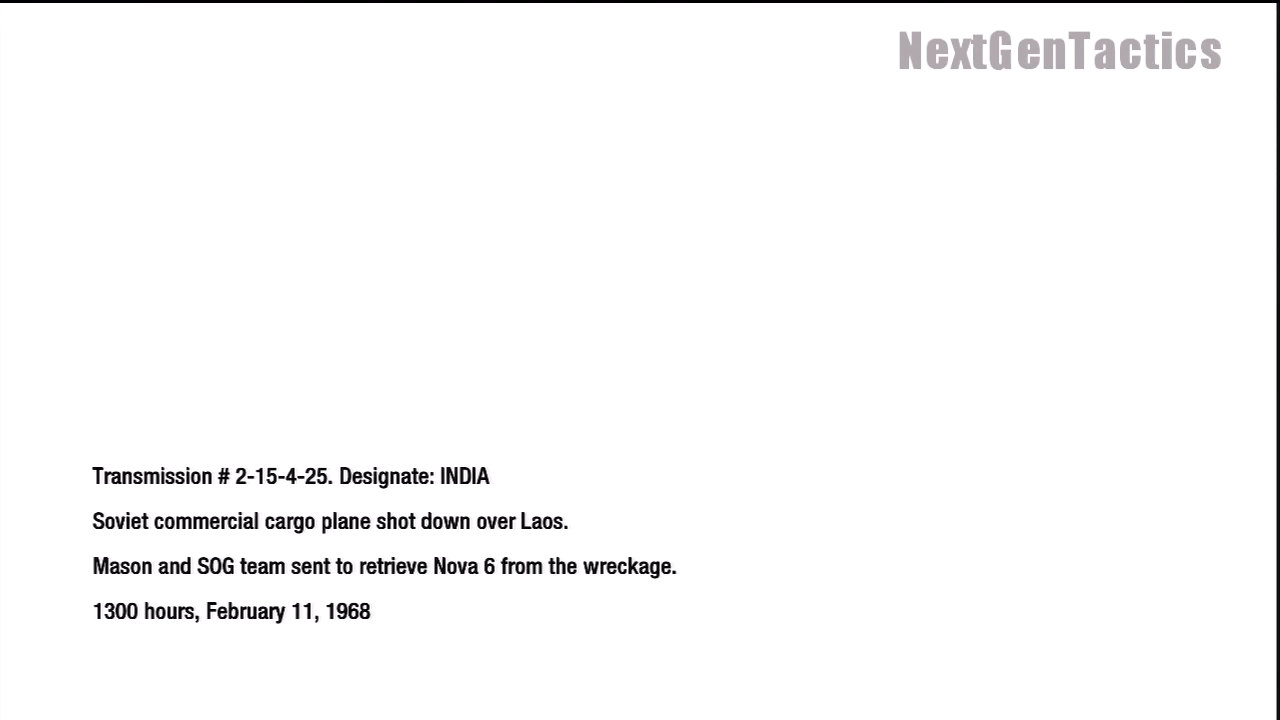 NextGenTactics
Transmission # 2-15-4-25. Designate: INDIA
Soviet commercial cargo plane shot down over Laos.
Mason and SOG team sent to retrieve Nova 6 from the wreckage.
1300 hours, February 11, 1968